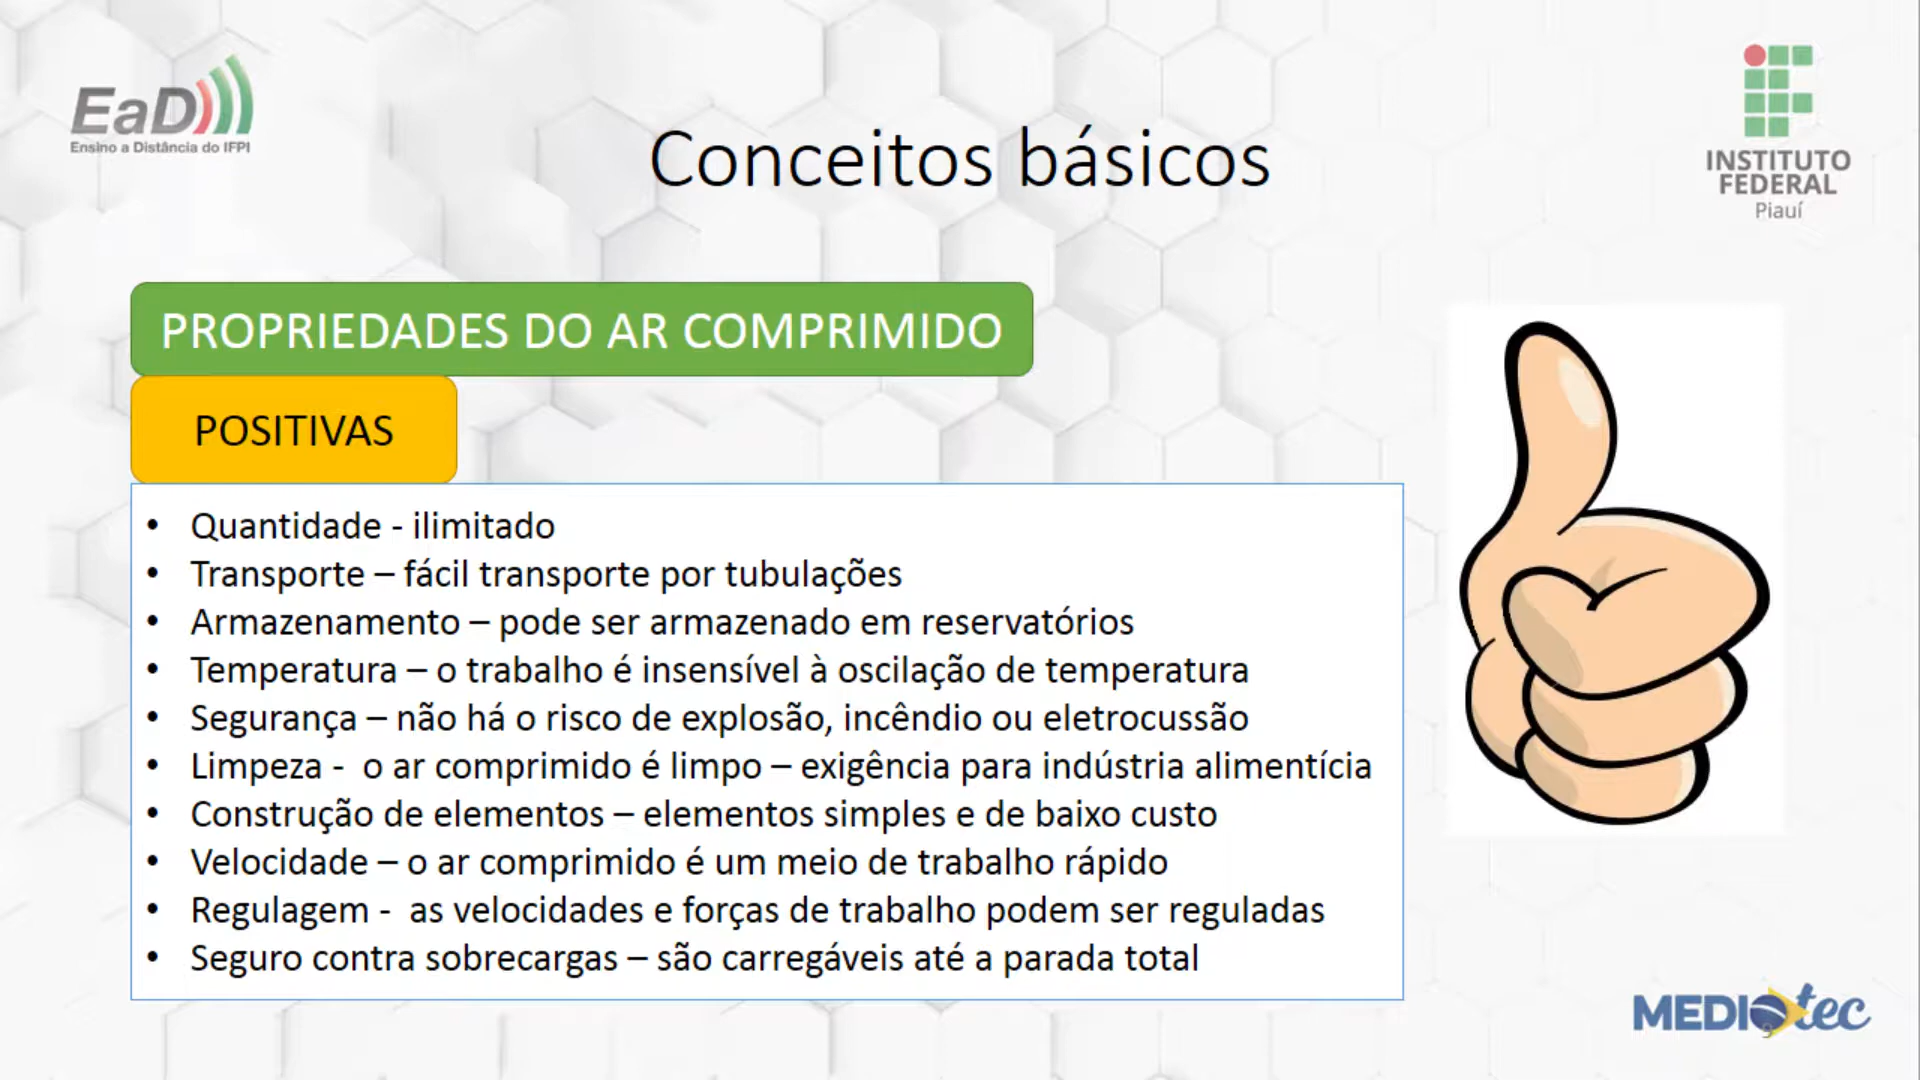 EaD
Ensino a Distância do IFPI
Conceitos básicos
INSTITUTO
FEDERAL
Piauí
PROPRIEDADES DO AR COMPRIMIDO
POSITIVAS
• Quantidade - ilimitado
• Transporte – fácil transporte por tubulações
• Armazenamento – pode ser armazenado em reservatórios
• Temperatura – o trabalho é insensível à oscilação de temperatura
• Segurança – não há o risco de explosão, incêndio ou eletrocussão
• Limpeza -  o ar comprimido é limpo – exigência para indústria alimentícia
• Construção de elementos – elementos simples e de baixo custo
• Velocidade – o ar comprimido é um meio de trabalho rápido
• Regulagem -  as velocidades e forças de trabalho podem ser reguladas
• Seguro contra sobrecargas – são carregáveis até a parada total
MEDIOtec
9